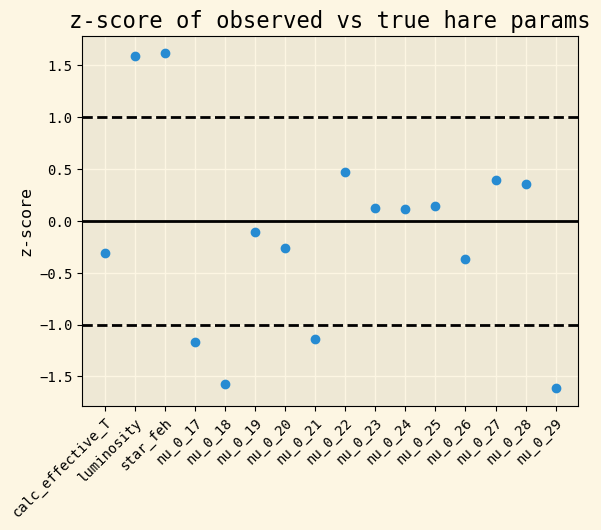 z-score of observed vs true hare params
z-score
1.5
1.0
0.5
0.0
−0.5
−1.0
−1.5
calc_effective_T
luminosity
star_feh
nu_0_17
nu_0_18
nu_0_19
nu_0_20
nu_0_21
nu_0_22
nu_0_23
nu_0_24
nu_0_25
nu_0_26
nu_0_27
nu_0_28
nu_0_29